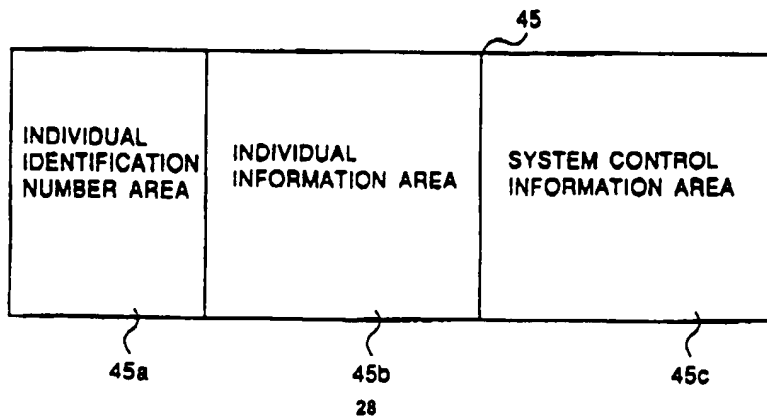 45
INDIVIDUAL
IDENTIFICATION
NUMBER AREA
INDIVIDUAL
INFORMATION AREA
SYSTEM CONTROL
INFORMATION AREA
45a
45b
45c
28